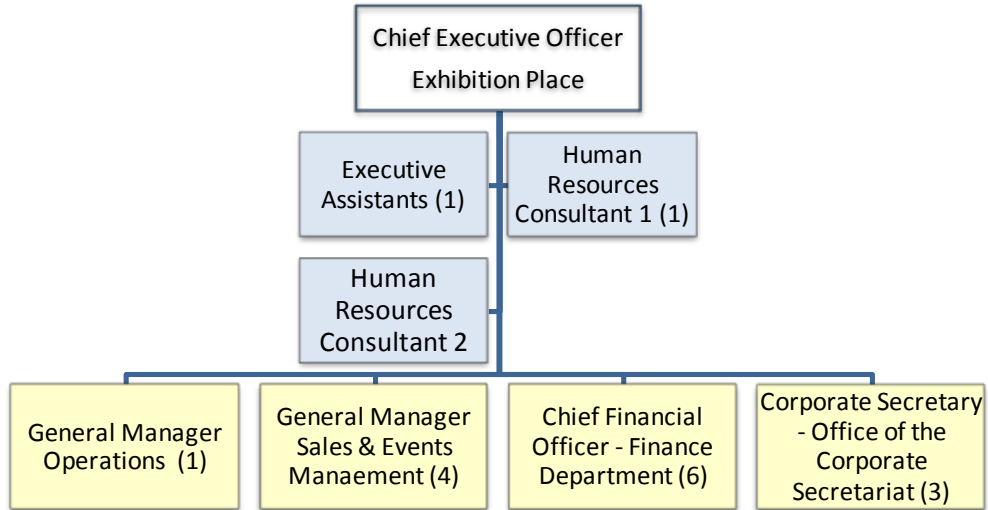 Chief Executive Officer
Exhibition Place
Executive
Assistants (1)
Human
Resources
Consultant 1 (1)
Human
Resources
Consultant 2
General Manager
Operations (1)
General Manager
Sales & Events
Manaement (4)
Chief Financial
Officer - Finance
Department (6)
Corporate Secretary
- Office of the
Corporate
Secretariat (3)